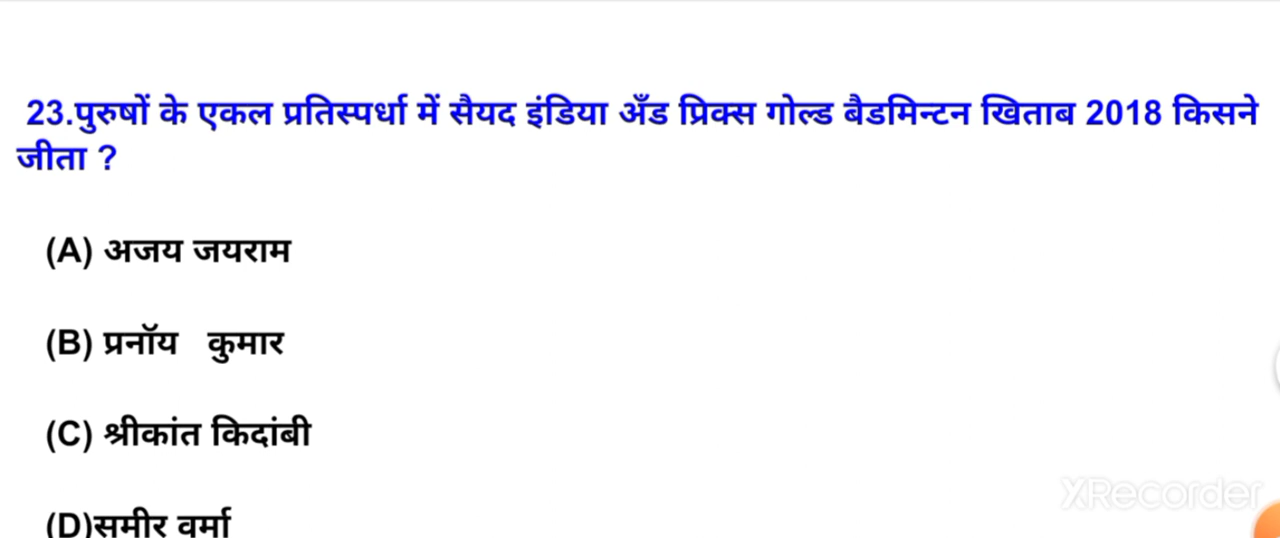 23.पुरुषों के एकल प्रतिस्पर्धा में सैयद इंडिया अँड प्रिक्स गोल्ड बैडमिन्टन खिताब 2018 किसने
जीता ?
(A) अजय जयराम
(B) प्रनॉय कुमार
(C) श्रीकांत किदांबी
XRecorder
(D)समीर वर्मा